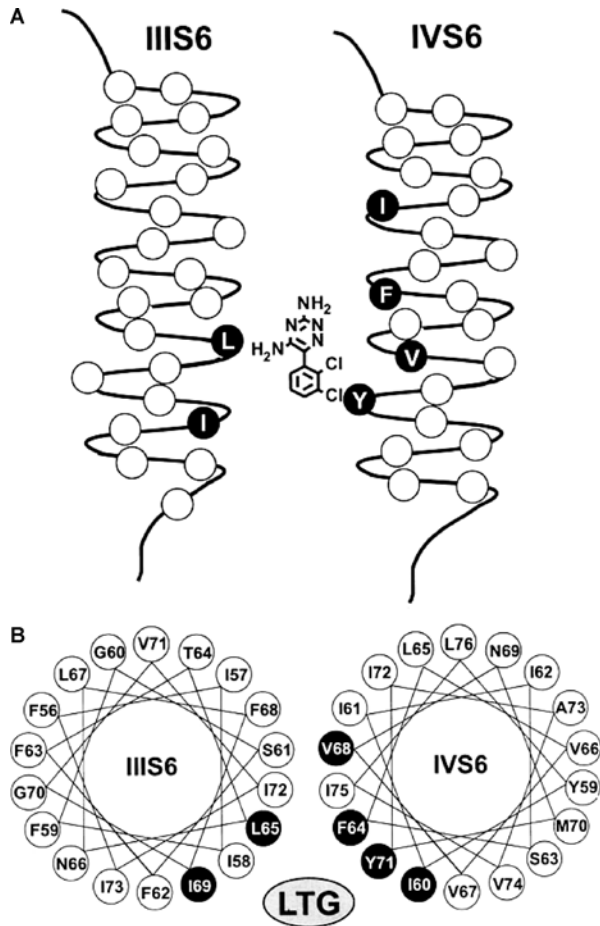 A
IIIS6
IVS6
I
F
NH2
N
N
N
L
V
H2N
Cl
Cl
Y
I
B
G60 V71 T64
L67 I57
F56 F68
F63 S61
G70 I72
F59 L65
N66 I58
I73 F62 I69
IIIS6
L65 L76 N69
I72 I62
I61 A73
V68 V66
I75 Y59
F64 M70
Y71 S63
I60 V67 V74
IVS6
LTG